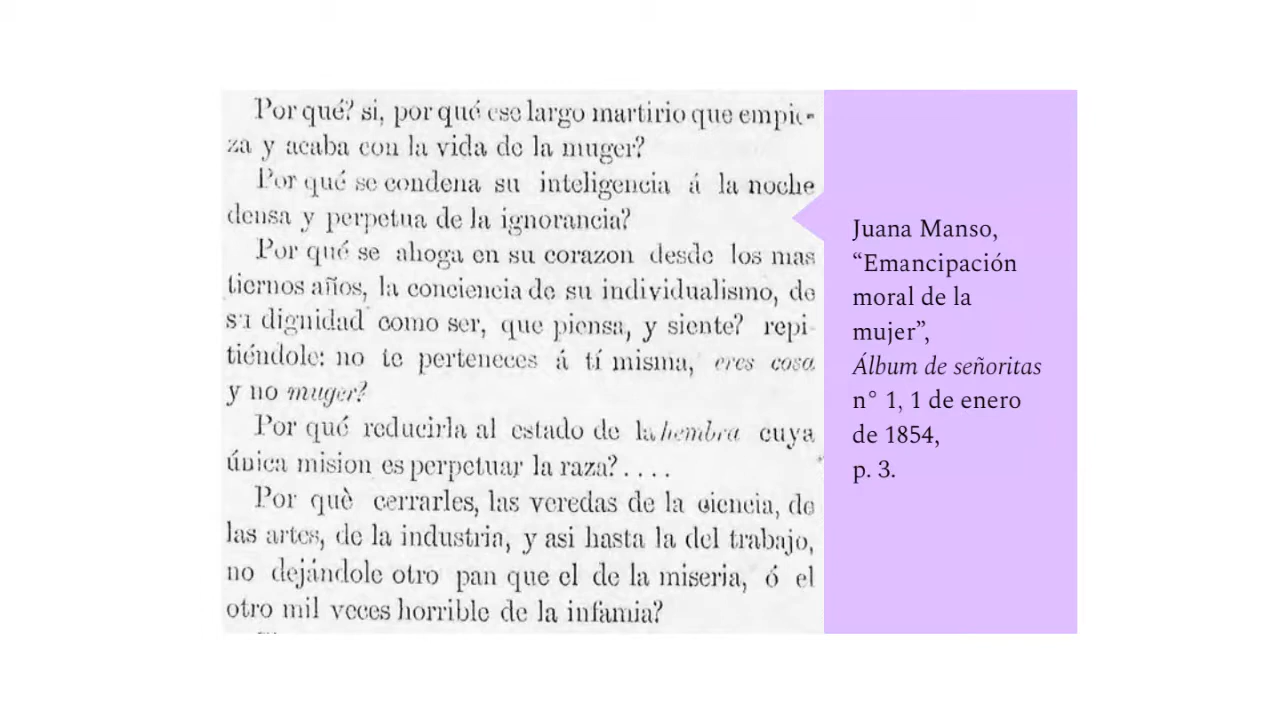 Por qué? si, por qué ese largo martirio que empie-
za y acaba con la vida de la muger?
Por qué se condena su inteligencia á la noche
densa y perpetua de la ignorancia?
Por qué se ahoga en su corazon desde los mas
tiernos años, la conciencia de su individualismo, de
su dignidad como ser, que piensa, y siente? repi-
tiéndole: no te perteneces á tí misma, eres cosa
y no muger?
Por qué reducirla al estado de la hembra cuya
única mision es perpetuar la raza?....
Por què cerrarles, las veredas de la ciencia, de
las artes, de la industria, y asi hasta la del trabajo,
no dejándole otro pan que el de la miseria, ó el
otro mil veces horrible de la infamia?
Juana Manso,
“Emancipación
moral de la
mujer”,
Álbum de señoritas
n° 1, 1 de enero
de 1854,
p. 3.